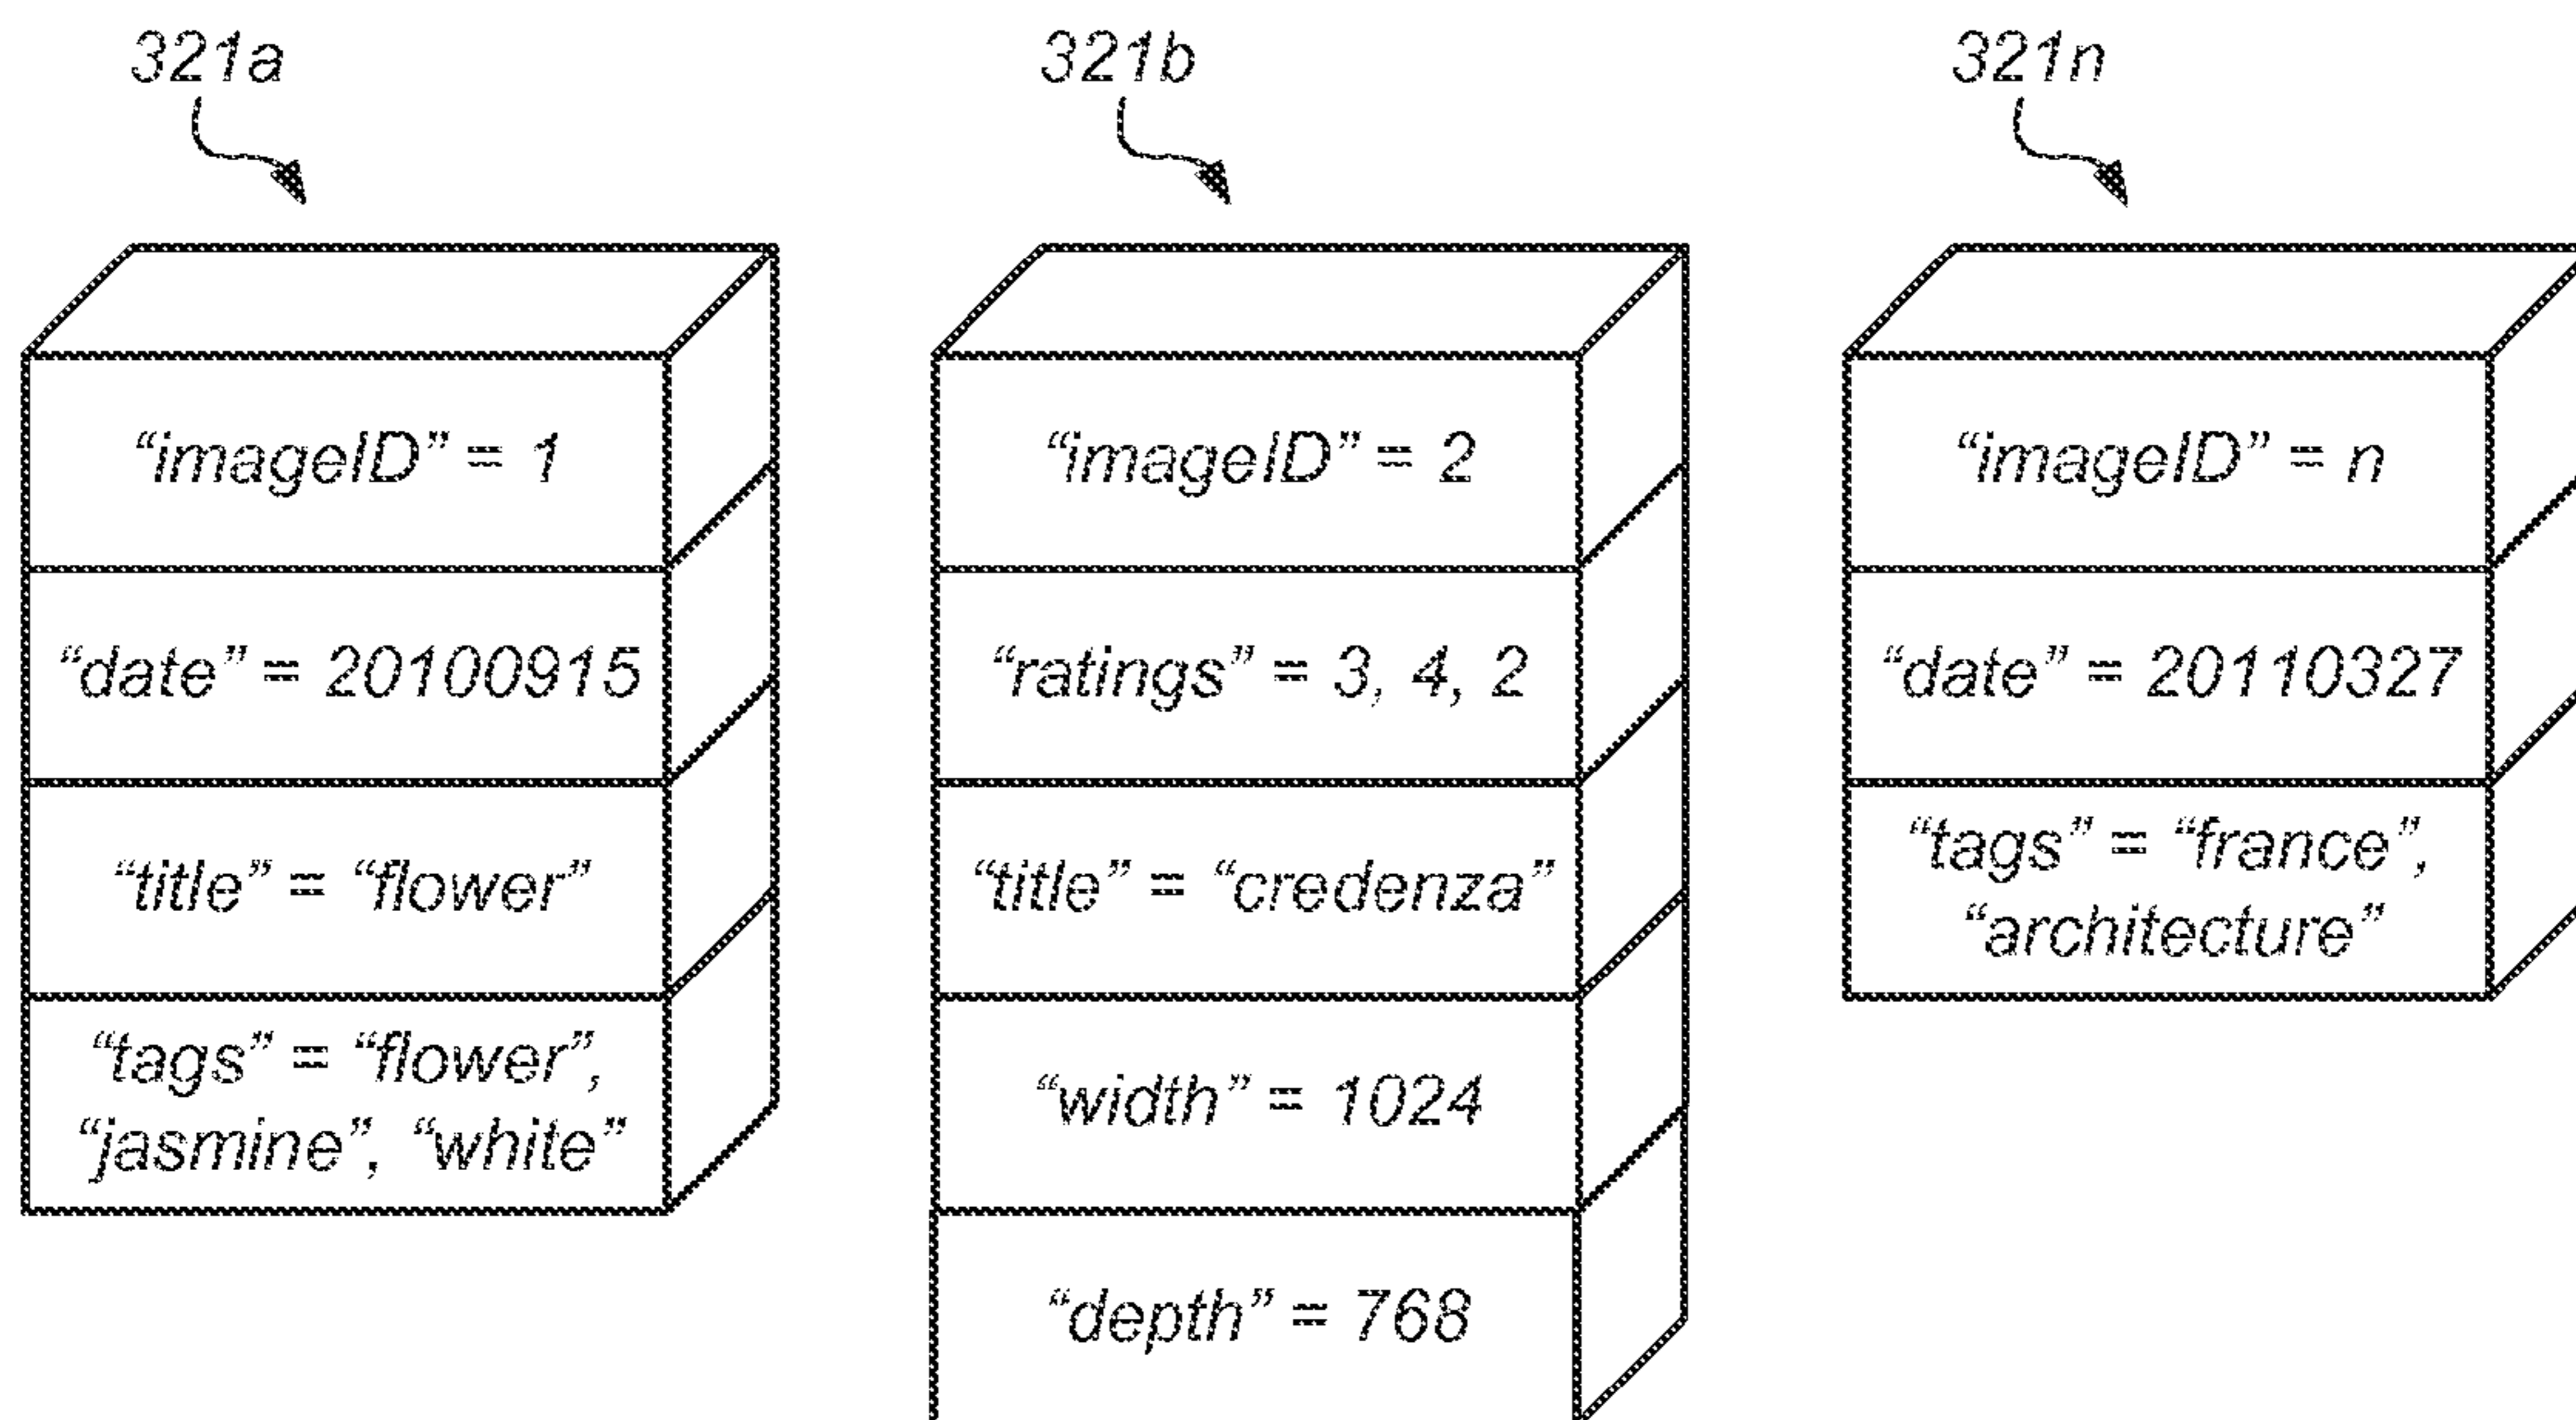 321a
321b
321n
“imageID” = 1
“date” = 20100915
“title” = “flower”
“tags” = “flower”,
“jasmine”, “white”
“imageID” = 2
“ratings” = 3, 4, 2
“title” = “credenza”
“width” = 1024
“depth” = 768
“imageID” = n
“date” = 20110327
“tags” = “france”,
“architecture”